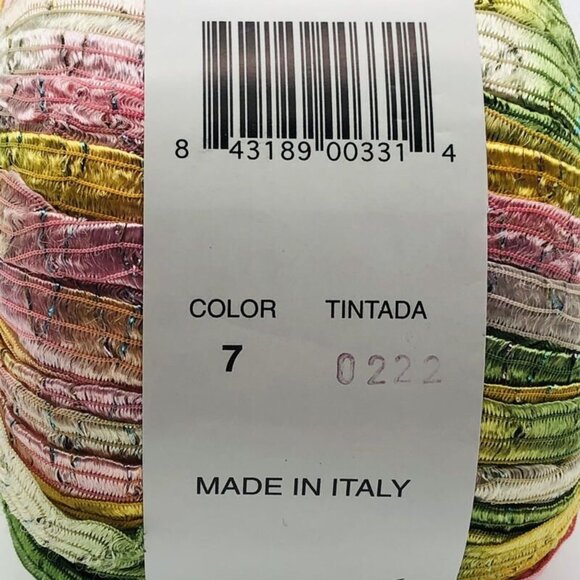 8 43189 00331 4
COLOR TINTADA
7 0222
MADE IN ITALY